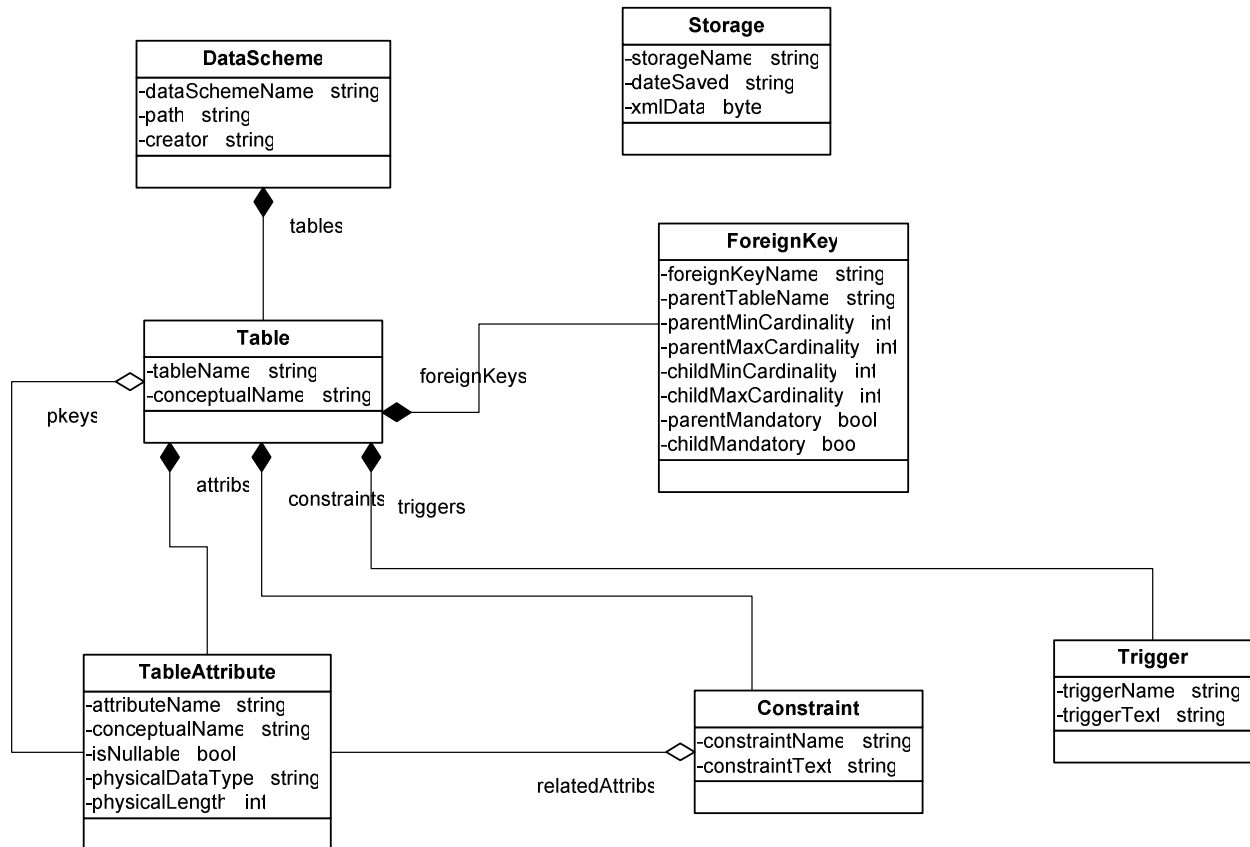 Storage
-storageName string
-dateSaved string
-xmlData byte
DataScheme
-dataSchemeName string
-path string
-creator string
tables
ForeignKey
-foreignKeyName string
-parentTableName string
-parentMinCardinality int
-parentMaxCardinality int
-childMinCardinality int
-childMaxCardinality int
-parentMandatory bool
-childMandatory boo
Table
-tableName string
-conceptualName string
foreignKeys
pkeys
attribs
constraints
triggers
TableAttribute
-attributeName string
-conceptualName string
-isNullable bool
-physicalDataType string
-physicalLength int
relatedAttribs
Constraint
-constraintName string
-constraintText string
Trigger
-triggerName string
-triggerText string